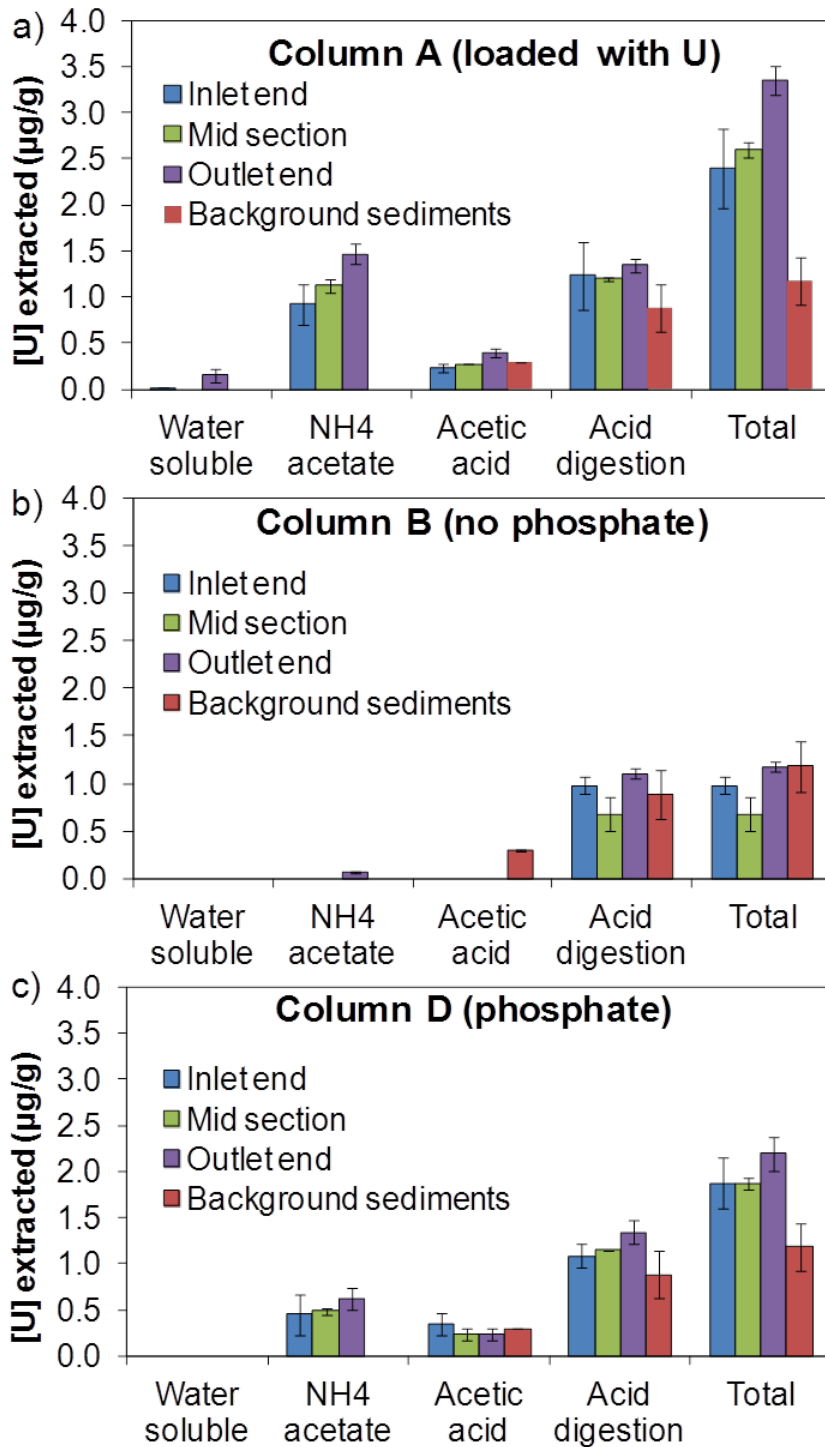 a)
Column A (loaded with U)
Inlet end
Mid section
Outlet end
Background sediments
[U] extracted (µg/g)
4.0
3.5
3.0
2.5
2.0
1.5
1.0
0.5
0.0
Water soluble
NH4 acetate
Acetic acid
Acid digestion
Total
b)
Column B (no phosphate)
Inlet end
Mid section
Outlet end
Background sediments
[U] extracted (µg/g)
4.0
3.5
3.0
2.5
2.0
1.5
1.0
0.5
0.0
Water soluble
NH4 acetate
Acetic acid
Acid digestion
Total
c)
Column D (phosphate)
Inlet end
Mid section
Outlet end
Background sediments
[U] extracted (µg/g)
4.0
3.5
3.0
2.5
2.0
1.5
1.0
0.5
0.0
Water soluble
NH4 acetate
Acetic acid
Acid digestion
Total